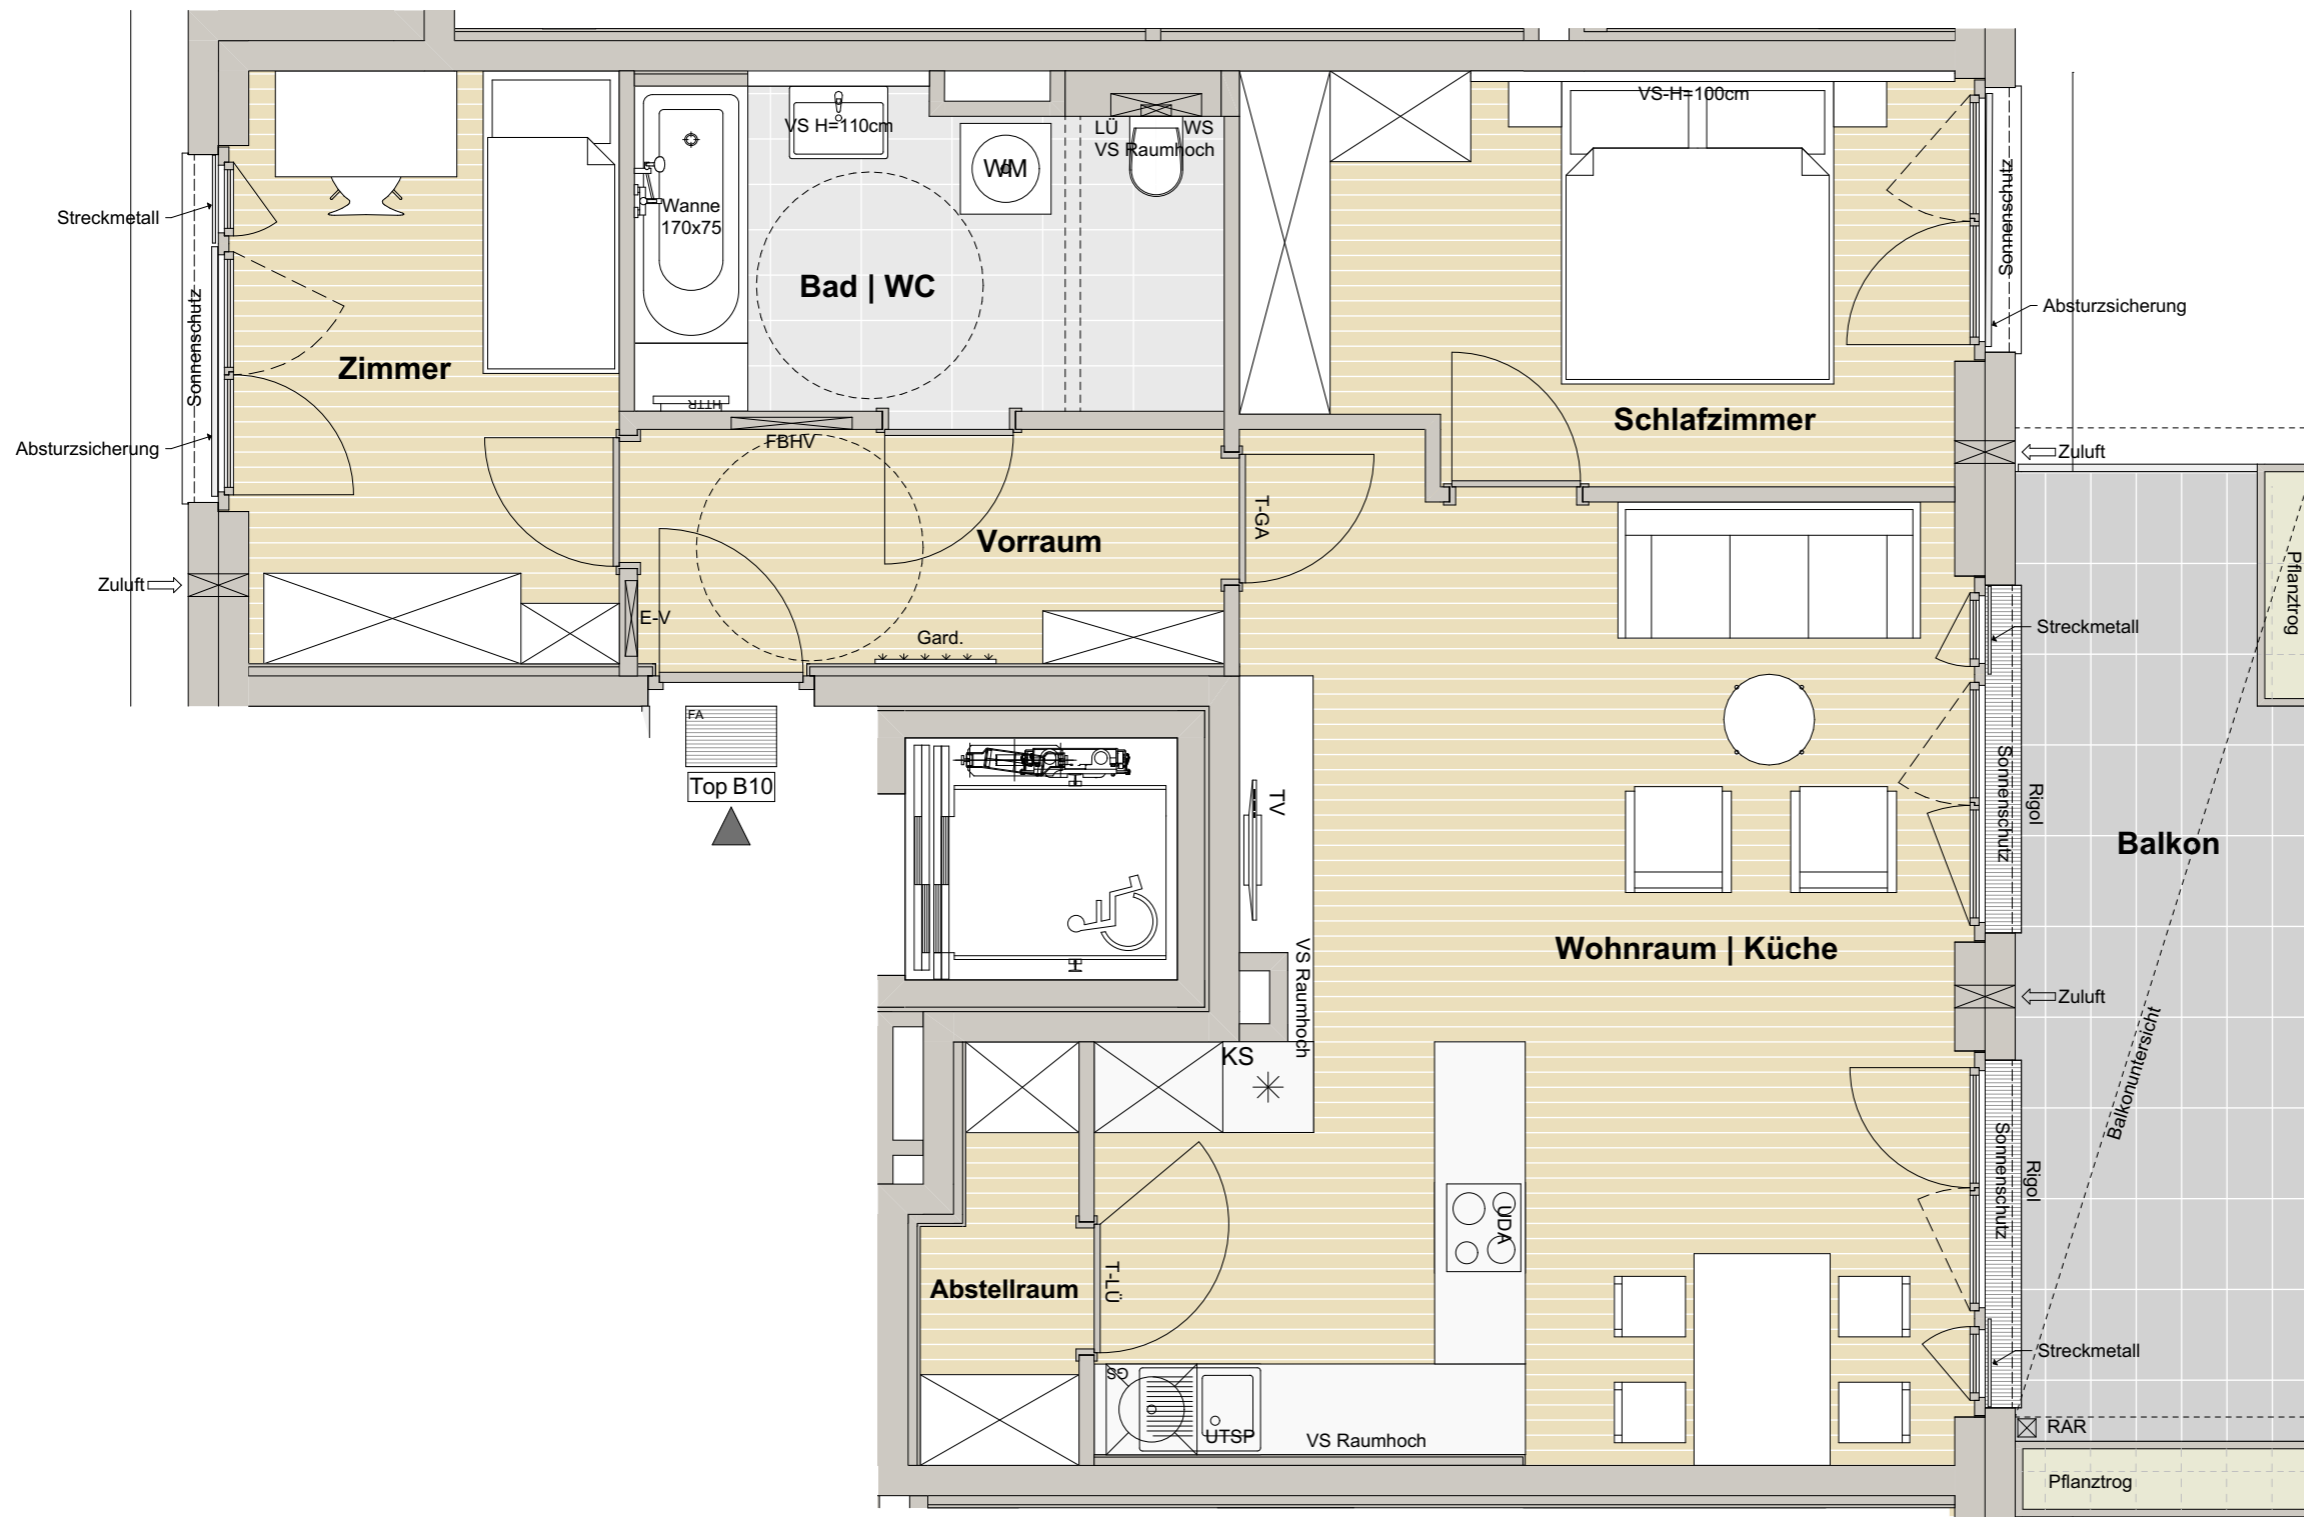 VS-H=100cm
VS H=110cm
LÜ
WS
VS Raumhoch
WM
Wanne
170x75
Streckmetall
Sonnenschutz
Absturzsicherung
Zuluft
Zimmer
Bad | WC
HTTR
FBHV
Schlafzimmer
Sonnenschutz
Absturzsicherung
Zuluft
Vorraum
T-GA
E-V
Gard.
FA
Top B10
Streckmetall
Pflanztrog
Sonnenschutz
Rigol
TV
Balkon
Wohnraum | Küche
VS Raumhoch
Zuluft
KS
Balkonuntersicht
Sonnenschutz
Rigol
UDA
Abstellraum
T-LÜ
Streckmetall
GS
UTSP
VS Raumhoch
RAR
Pflanztrog